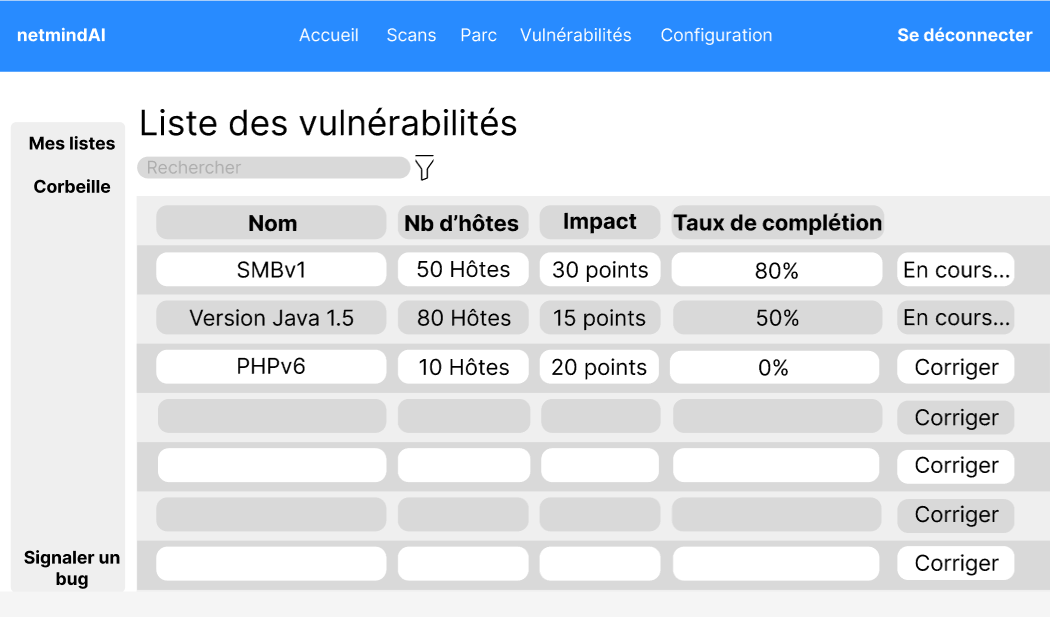 netmindAI Accueil Scans Parc Vulnérabilités Configuration Se déconnecter
Liste des vulnérabilités
Mes listes
Rechercher
Corbeille
Nom Nb d’hôtes Impact Taux de complétion
SMBv1 50 Hôtes 30 points 80% En cours...
Version Java 1.5 80 Hôtes 15 points 50% En cours...
PHPv6 10 Hôtes 20 points 0% Corriger
Corriger
Corriger
Corriger
Corriger
Signaler un
bug